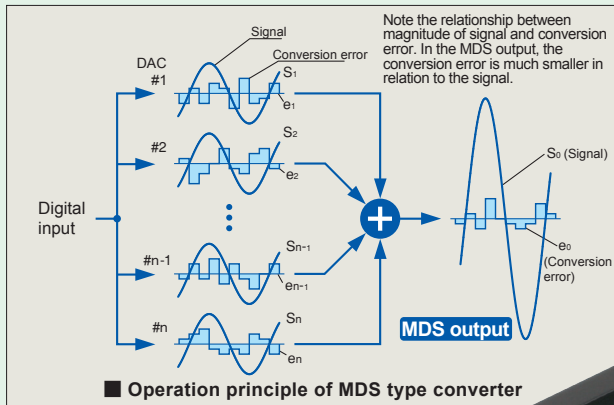 Note the relationship between
magnitude of signal and conversion
error. In the MDS output, the
conversion error is much smaller in
relation to the signal.
Signal
Conversion error
DAC
#1
S1
e1
#2
S2
e2
S0 (Signal)
Digital
input
+
#n-1
Sn-1
en-1
e0
(Conversion
error)
#n
Sn
en
MDS output
■ Operation principle of MDS type converter